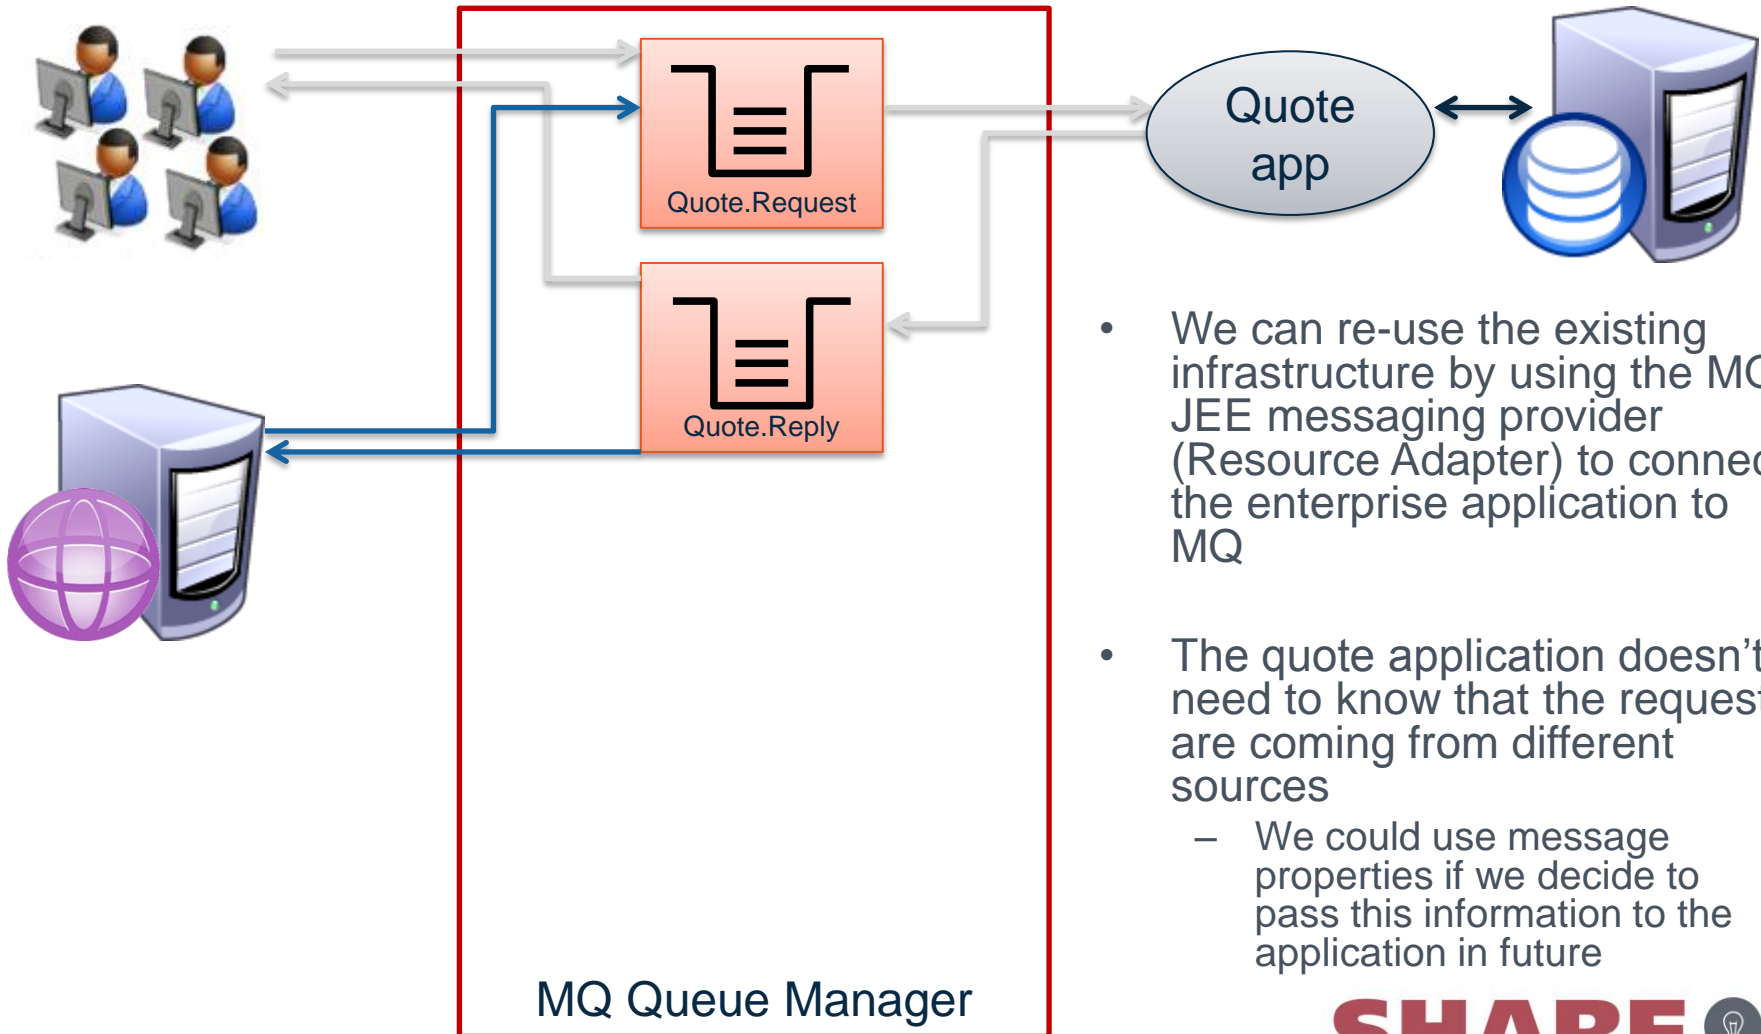 Quote.Request
Quote.Reply
MQ Queue Manager
Quote
app
• We can re-use the existing
infrastructure by using the
JEE messaging provider
(Resource Adapter) to
the enterprise application to
MQ
• The quote application doesn’t
need to know that the
are coming from different
sources
– We could use message
properties if we decide to
pass this information to the
application in future
SHARE